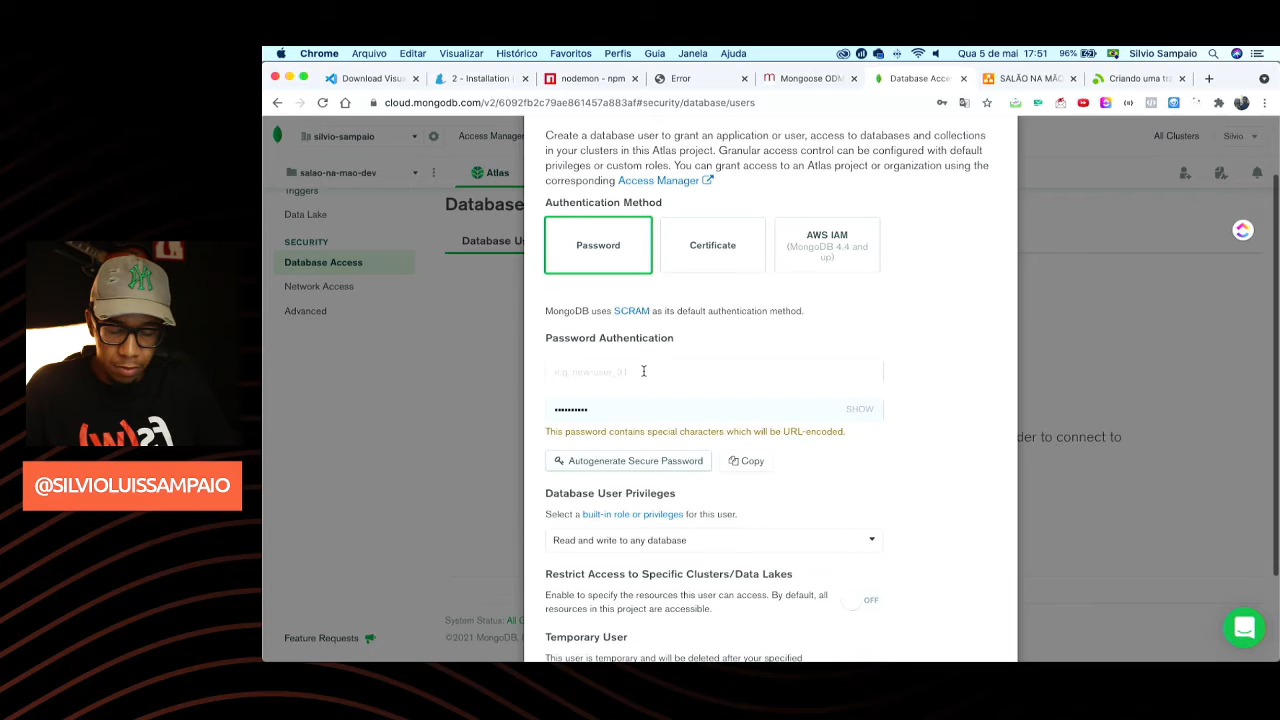 Chrome Arquivo Editar Visualizar Histórico Favoritos Perfis Guia Janela Ajuda Qua 5 de mai 17:51 96% Silvio Sampaio
Download Visua 2 - Installation nodemon - npm Error Mongoose ODM Database Acce SALÃO NA MÃO Criando uma tra
cloud.mongodb.com/v2/6092fb2c79ae861457a883af#security/database/users
silvio-sampaio Access Manager All Clusters Silvio
salao-na-mao-dev Atlas
Triggers
Data Lake
SECURITY
Database Access
Network Access
Advanced
Database
Database Us
Create a database user to grant an application or user, access to databases and collections
in your clusters in this Atlas project. Granular access control can be configured with default
privileges or custom roles. You can grant access to an Atlas project or organization using the
corresponding Access Manager
Authentication Method
Password
Certificate
AWS IAM
(MongoDB 4.4 and
up)
MongoDB uses SCRAM as its default authentication method.
Password Authentication
e.g. new-user_31
•••••••••• SHOW
This password contains special characters which will be URL-encoded.
Autogenerate Secure Password Copy
Database User Privileges
Select a built-in role or privileges for this user.
Read and write to any database
Restrict Access to Specific Clusters/Data Lakes
Enable to specify the resources this user can access. By default, all
resources in this project are accessible.
OFF
Temporary User
This user is temporary and will be deleted after your specified
der to connect to
System Status: All G
©2021 MongoDB, I
Feature Requests
@SILVIOLUISSAMPAIO